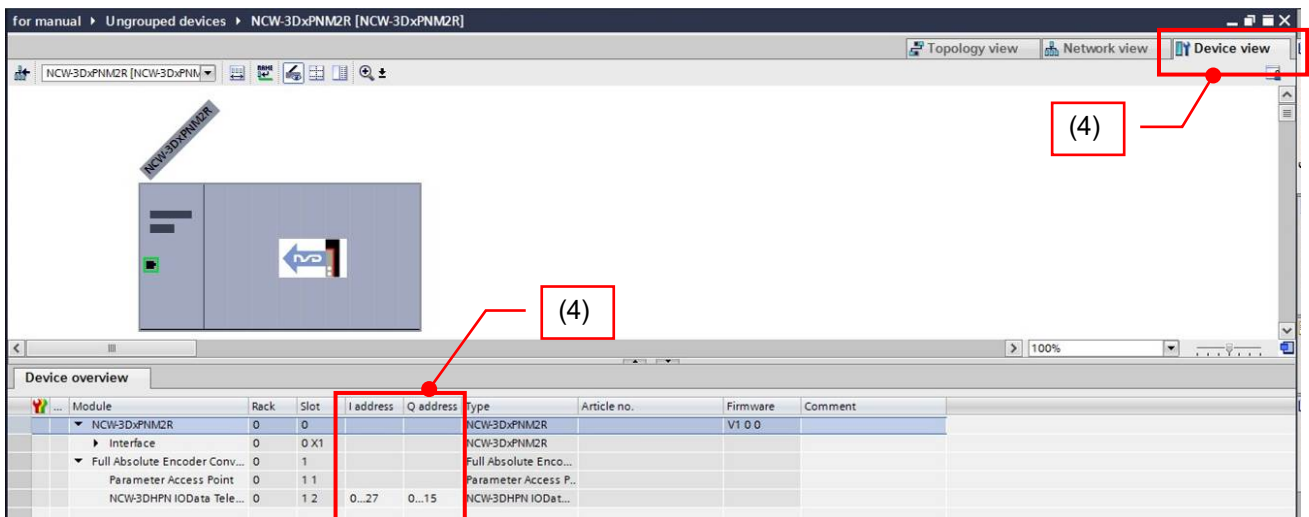 for manual ▸ Ungrouped devices ▸ NCW-3DxPNM2R [NCW-3DxPNM2R]
Topology view Network view Device view
NCW-3DxPNM2R [NCW-3DxPNM
(4)
NCW-3DxPNM2R
(4)
100%
Device overview
... Module Rack Slot I address Q address Type Article no. Firmware Comment
NCW-3DxPNM2R 0 0 NCW-3DxPNM2R V1 0 0
Interface 0 0 X1 NCW-3DxPNM2R
Full Absolute Encoder Conv... 0 1 Full Absolute Enco...
Parameter Access Point 0 1 1 Parameter Access P..
NCW-3DHPN IOData Tele... 0 1 2 0...27 0...15 NCW-3DHPN IODat...